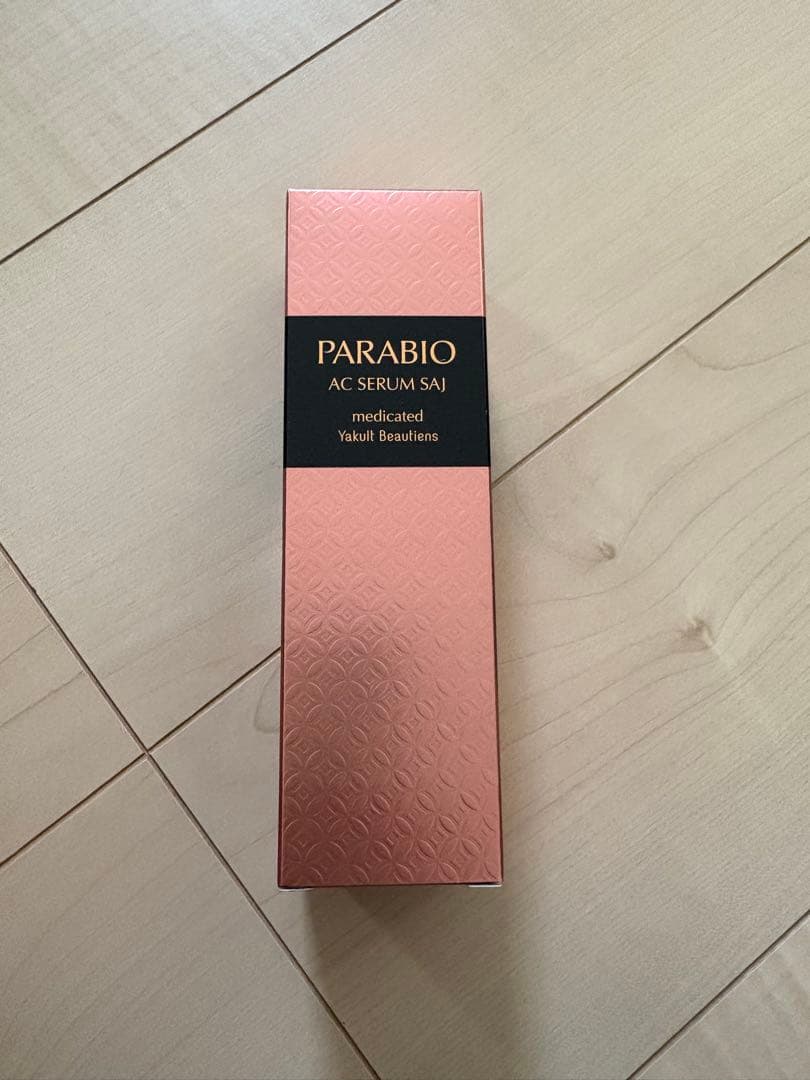 PARABIO
AC SERUM SAJ
medicated
Yakult Beautiens